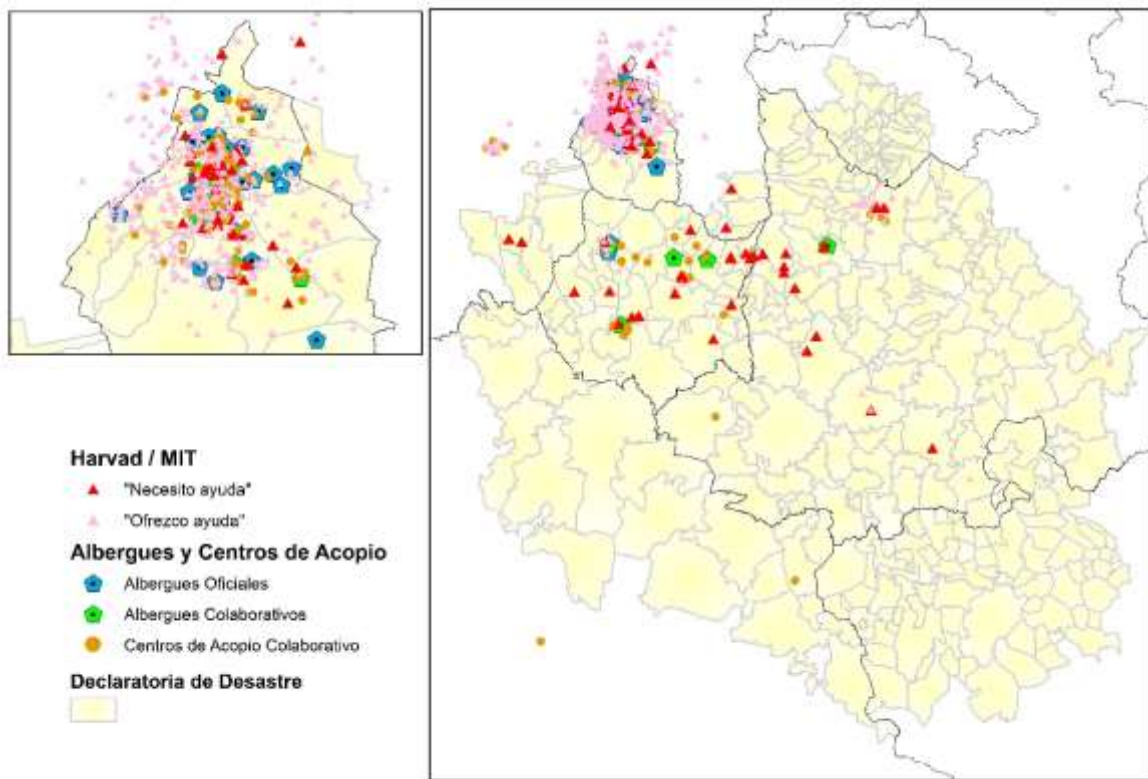 Harvad / MIT
"Necesito ayuda"
"Ofrezco ayuda"
Albergues y Centros de Acopio
Albergues Oficiales
Albergues Colaborativos
Centros de Acopio Colaborativo
Declaratoria de Desastre